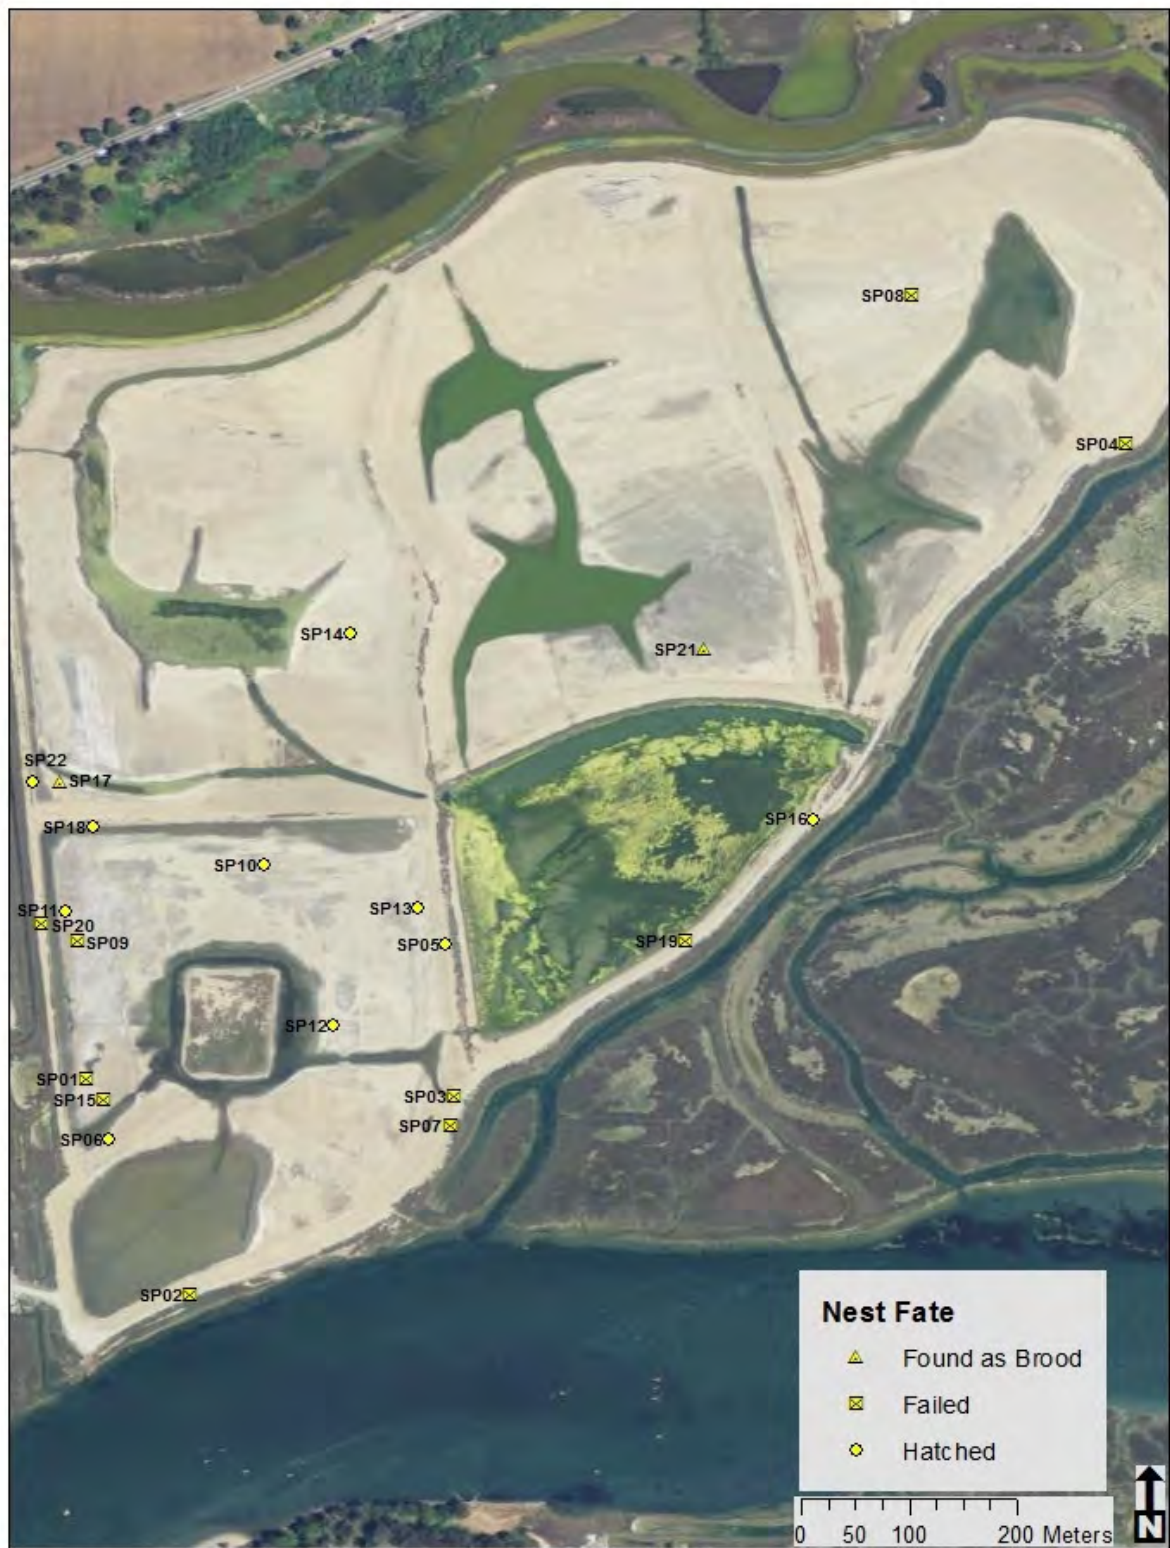 SP08
SP04
SP14
SP21
SP22
SP17
SP18
SP16
SP10
SP11
SP13
SP20
SP09
SP05
SP19
SP12
SP01
SP15
SP03
SP07
SP06
SP02
Nest Fate
Found as Brood
Failed
Hatched
0 50 100 200 Meters
N